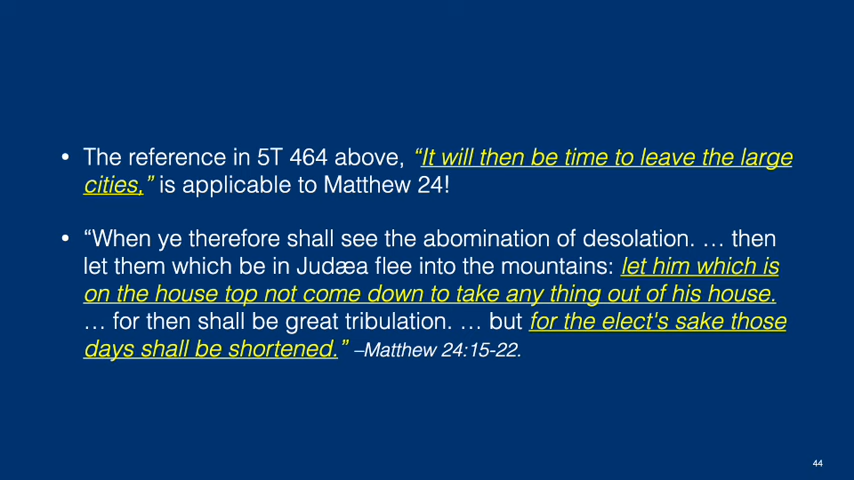 • The reference in 5T 464 above, “It will then be time to leave the large
cities,” is applicable to Matthew 24!
• “When ye therefore shall see the abomination of desolation. … then
let them which be in Judæa flee into the mountains: let him which is
on the house top not come down to take any thing out of his house.
… for then shall be great tribulation. … but for the elect's sake those
days shall be shortened.” –Matthew 24:15-22.
44